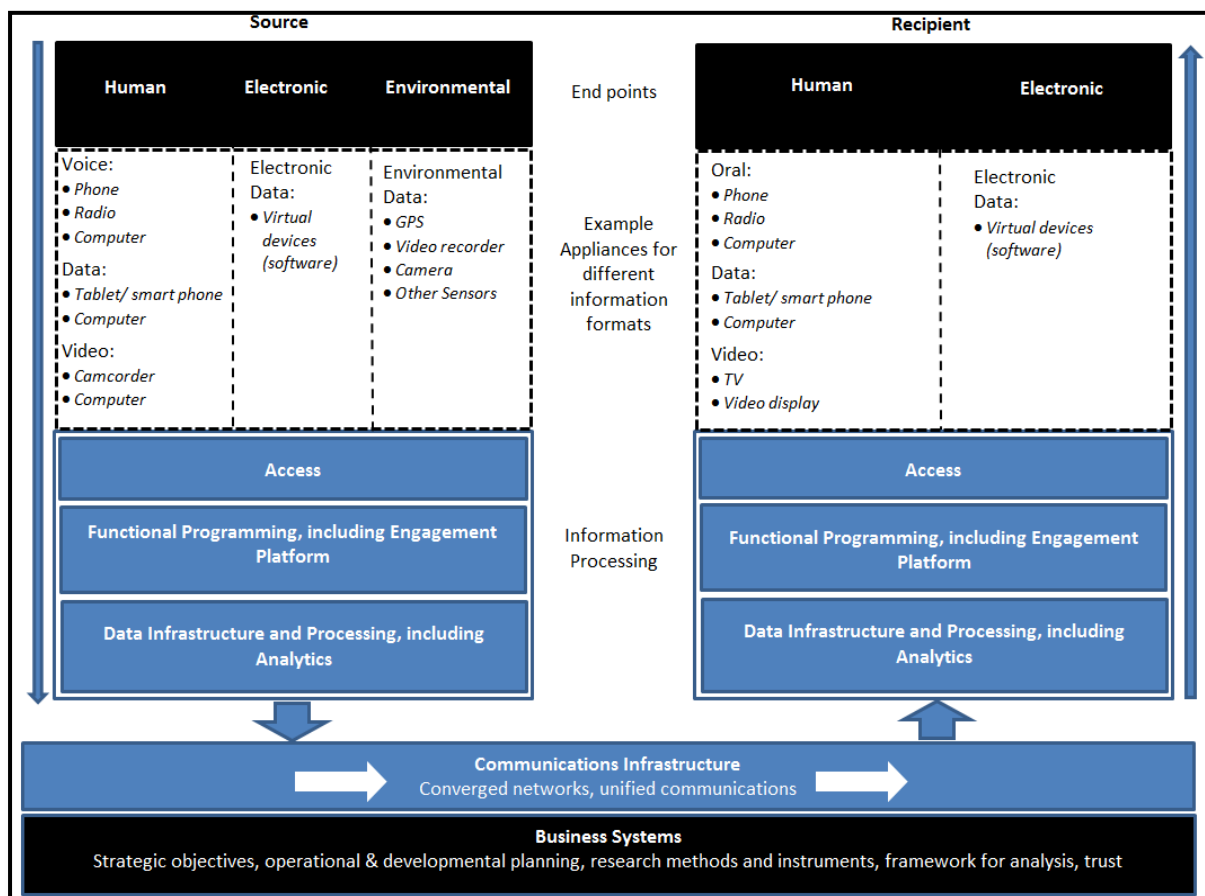 Source
Human
Electronic
Environmental
Voice:
• Phone
• Radio
• Computer
Data:
• Tablet/ smart phone
• Computer
Video:
• Camcorder
• Computer
Electronic
Data:
• Virtual
devices
(software)
Environmental
Data:
• GPS
• Video recorder
• Camera
• Other Sensors
Access
Functional Programming, including Engagement
Platform
Data Infrastructure and Processing, including
Analytics
End points
Example
Appliances for
different
information
formats
Information
Processing
Recipient
Human
Electronic
Oral:
• Phone
• Radio
• Computer
Data:
• Tablet/ smart phone
• Computer
Video:
• TV
• Video display
Electronic
Data:
• Virtual devices
(software)
Access
Functional Programming, including Engagement
Platform
Data Infrastructure and Processing, including
Analytics
Communications Infrastructure
Converged networks, unified communications
Business Systems
Strategic objectives, operational & developmental planning, research methods and instruments, framework for analysis, trust